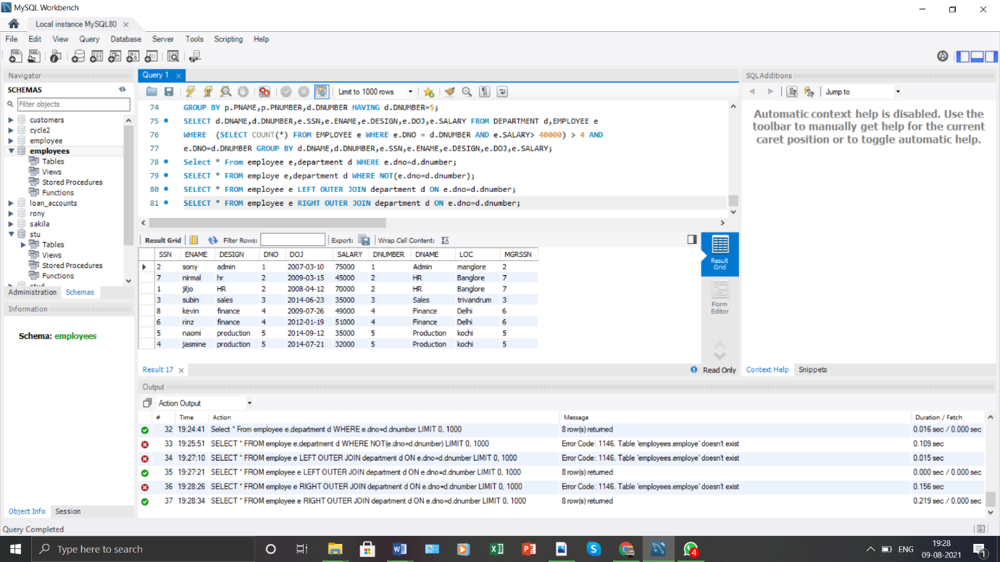 MySQL Workbench
Local instance MySQL80
File Edit View Query Database Server Tools Scripting Help
Navigator
SCHEMAS
Filter objects
customers
cycle2
employee
employees
Tables
Views
Stored Procedures
Functions
loan_accounts
rony
sakila
stu
Tables
Views
Stored Procedures
Functions
Administration Schemas
Information
Schema: employees
Object Info Session
Query 1
Limit to 1000 rows
74 GROUP BY p.PNAME,p.PNUMBER,d.DNUMBER HAVING d.DNUMBER=5;
75 SELECT d.DNAME,d.DNUMBER,e.SSN,e.ENAME,e.DESIGN,e.DOJ,e.SALARY FROM DEPARTMENT d,EMPLOYEE e
76 WHERE (SELECT COUNT(*) FROM EMPLOYEE e WHERE e.DNO = d.DNUMBER AND e.SALARY> 40000) > 4 AND
77 e.DNO=d.DNUMBER GROUP BY d.DNAME,d.DNUMBER,e.SSN,e.ENAME,e.DESIGN,e.DOJ,e.SALARY;
78 Select * From employee e,department d WHERE e.dno=d.dnumber;
79 SELECT * FROM employee e,department d WHERE NOT(e.dno=d.dnumber);
80 SELECT * FROM employee e LEFT OUTER JOIN department d ON e.dno=d.dnumber;
81 SELECT * FROM employee e RIGHT OUTER JOIN department d ON e.dno=d.dnumber;
Result Grid Filter Rows: Export: Wrap Cell Content:
SSN ENAME DESIGN DNO DOJ SALARY DNUMBER DNAME LOC MGRSSN
2 sony admin 1 2007-03-10 75000 1 Admin manglore 2
7 nirmal hr 2 2009-03-15 45000 2 HR Banglore 7
1 jiljo HR 2 2008-04-12 70000 2 HR Banglore 7
3 subin sales 3 2014-06-23 35000 3 Sales trivandrum 3
8 kevin finance 4 2009-07-26 49000 4 Finance Delhi 6
6 rinz finance 4 2012-01-19 51000 4 Finance Delhi 6
5 naomi production 5 2014-09-12 35000 5 Production kochi 5
4 jasmine production 5 2014-07-21 32000 5 Production kochi 5
Result Grid
Form Editor
Result 17
Read Only
SQLAdditions
Jump to
Automatic context help is disabled. Use the
toolbar to manually get help for the current
caret position or to toggle automatic help.
Context Help Snippets
Output
Action Output
# Time Action Message Duration / Fetch
32 19:24:41 Select * From employee e,department d WHERE e.dno=d.dnumber LIMIT 0, 1000 8 row(s) returned 0.016 sec / 0.000 sec
33 19:25:51 SELECT * FROM employe e,department d WHERE NOT(e.dno=d.dnumber) LIMIT 0, 1000 Error Code: 1146. Table 'employees.employe' doesn't exist 0.109 sec
34 19:27:10 SELECT * FROM employe e LEFT OUTER JOIN department d ON e.dno=d.dnumber LIMIT 0, 1000 Error Code: 1146. Table 'employees.employe' doesn't exist 0.015 sec
35 19:27:21 SELECT * FROM employee e LEFT OUTER JOIN department d ON e.dno=d.dnumber LIMIT 0, 1000 8 row(s) returned 0.000 sec / 0.000 sec
36 19:28:26 SELECT * FROM employe e RIGHT OUTER JOIN department d ON e.dno=d.dnumber LIMIT 0, 1000 Error Code: 1146. Table 'employees.employe' doesn't exist 0.156 sec
37 19:28:34 SELECT * FROM employee e RIGHT OUTER JOIN department d ON e.dno=d.dnumber LIMIT 0, 1000 8 row(s) returned 0.219 sec / 0.000 sec
Query Completed
Type here to search
4
ENG
19:28
09-08-2021
1